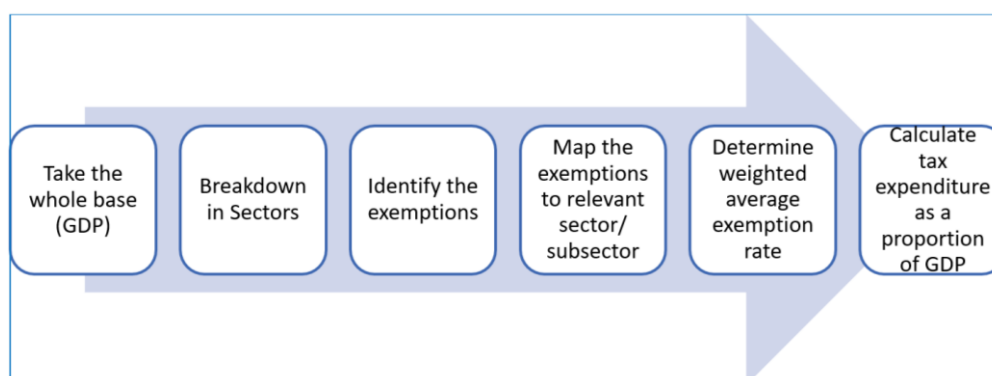 Take the
whole base
(GDP)
Breakdown
in Sectors
Identify the
exemptions
Map the
exemptions
to relevant
sector/
subsector
Determine
weighted
average
exemption
rate
Calculate
tax
expenditure
as a
proportion
of GDP